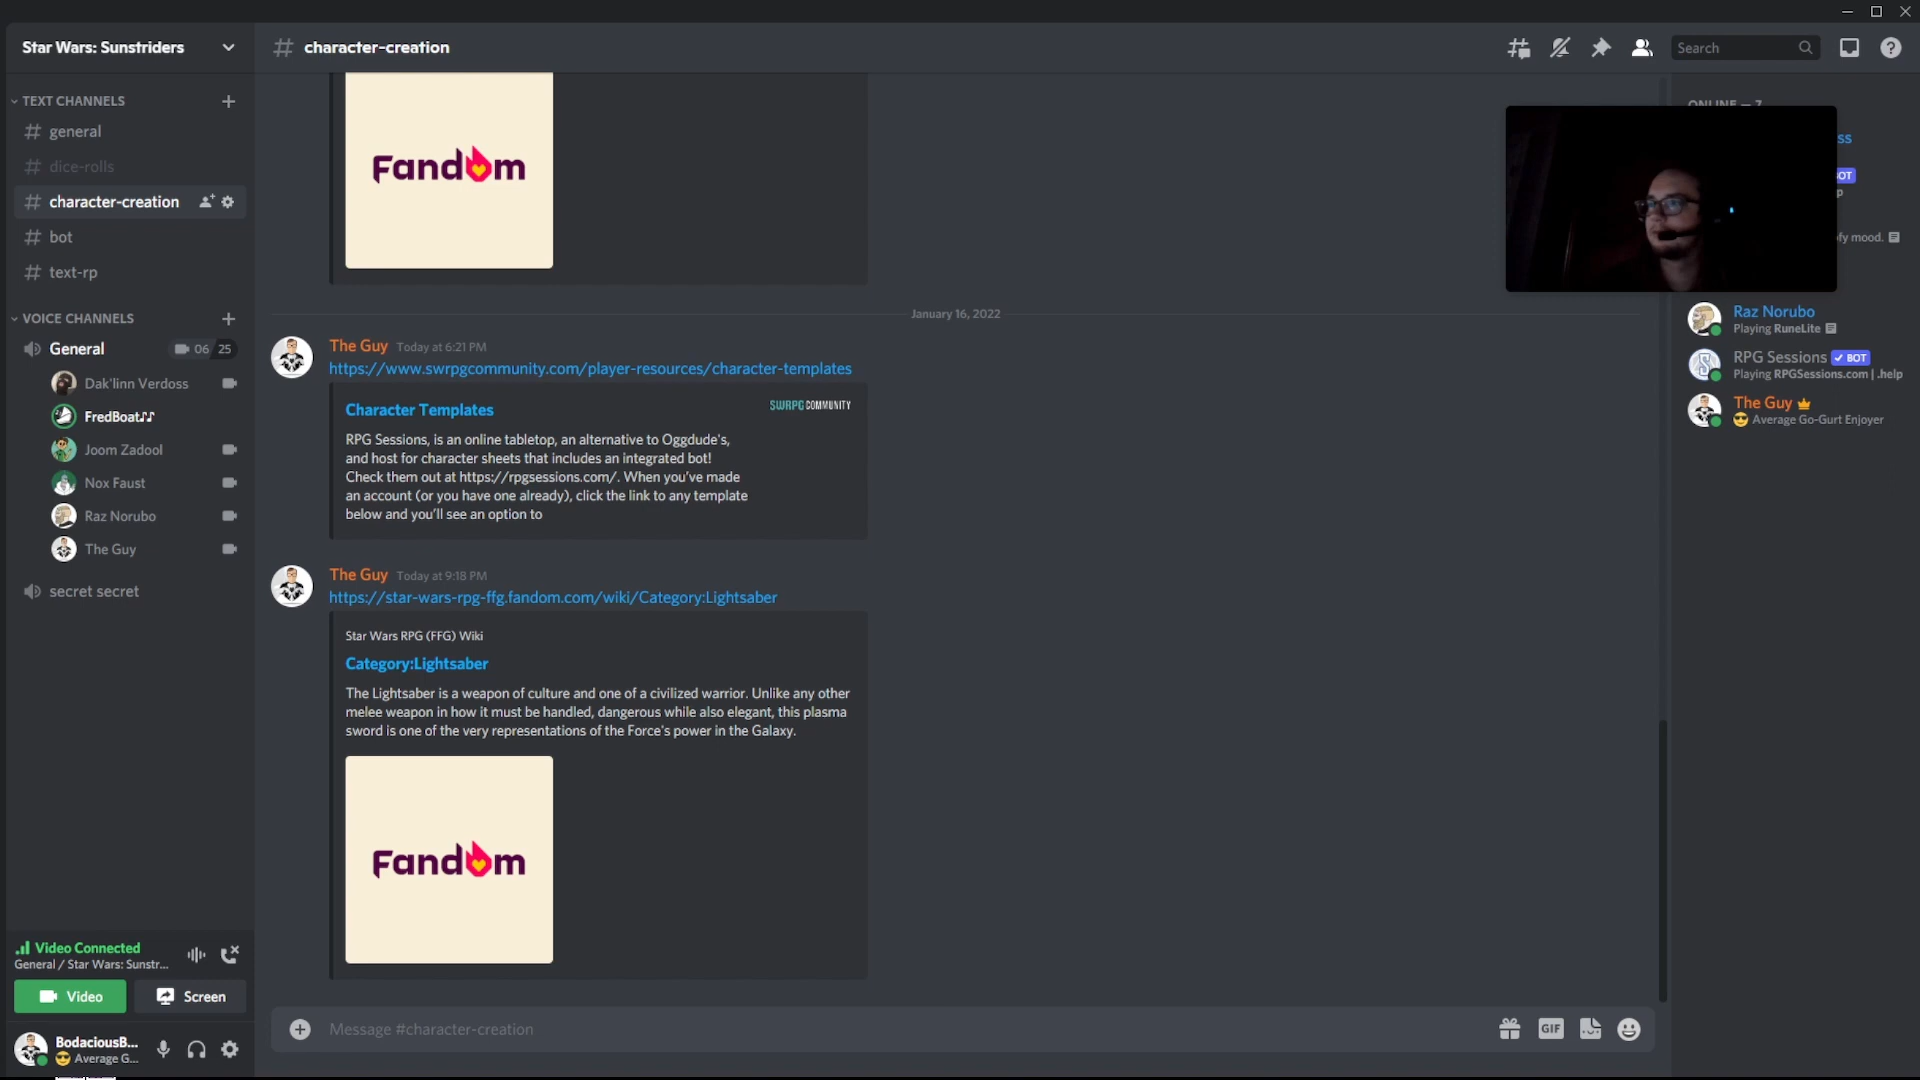 Star Wars: Sunstriders
TEXT CHANNELS
general
dice-rolls
character-creation
bot
text-rp
VOICE CHANNELS
General
06 25
Dak'linn Verdoss
FredBoat♪♪
Joom Zadool
Nox Faust
Raz Norubo
The Guy
secret secret
Video Connected
General / Star Wars: Sunstr...
Video
Screen
BodaciousB...
😎 Average G...
# character-creation
Search
Fandom
January 16, 2022
The Guy Today at 6:21 PM
https://www.swrpgcommunity.com/player-resources/character-templates
Character Templates
SWRPG COMMUNITY
RPG Sessions, is an online tabletop, an alternative to Oggdude's,
and host for character sheets that includes an integrated bot!
Check them out at https://rpgsessions.com/. When you've made
an account (or you have one already), click the link to any template
below and you'll see an option to
The Guy Today at 9:18 PM
https://star-wars-rpg-ffg.fandom.com/wiki/Category:Lightsaber
Star Wars RPG (FFG) Wiki
Category:Lightsaber
The Lightsaber is a weapon of culture and one of a civilized warrior. Unlike any other
melee weapon in how it must be handled, dangerous while also elegant, this plasma
sword is one of the very representations of the Force's power in the Galaxy.
Fandom
Message #character-creation
GIF
ONLINE — 7
ss
OT
p
fy mood.
Raz Norubo
Playing RuneLite
RPG Sessions ✓ BOT
Playing RPGSessions.com | .help
The Guy
😎 Average Go-Gurt Enjoyer